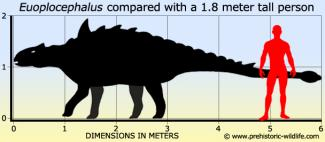 Euoplocephalus compared with a 1.8 meter tall person
2
1
0
0 1 2 3 4 5 6
DIMENSIONS IN METERS © www.prehistoric-wildlife.com